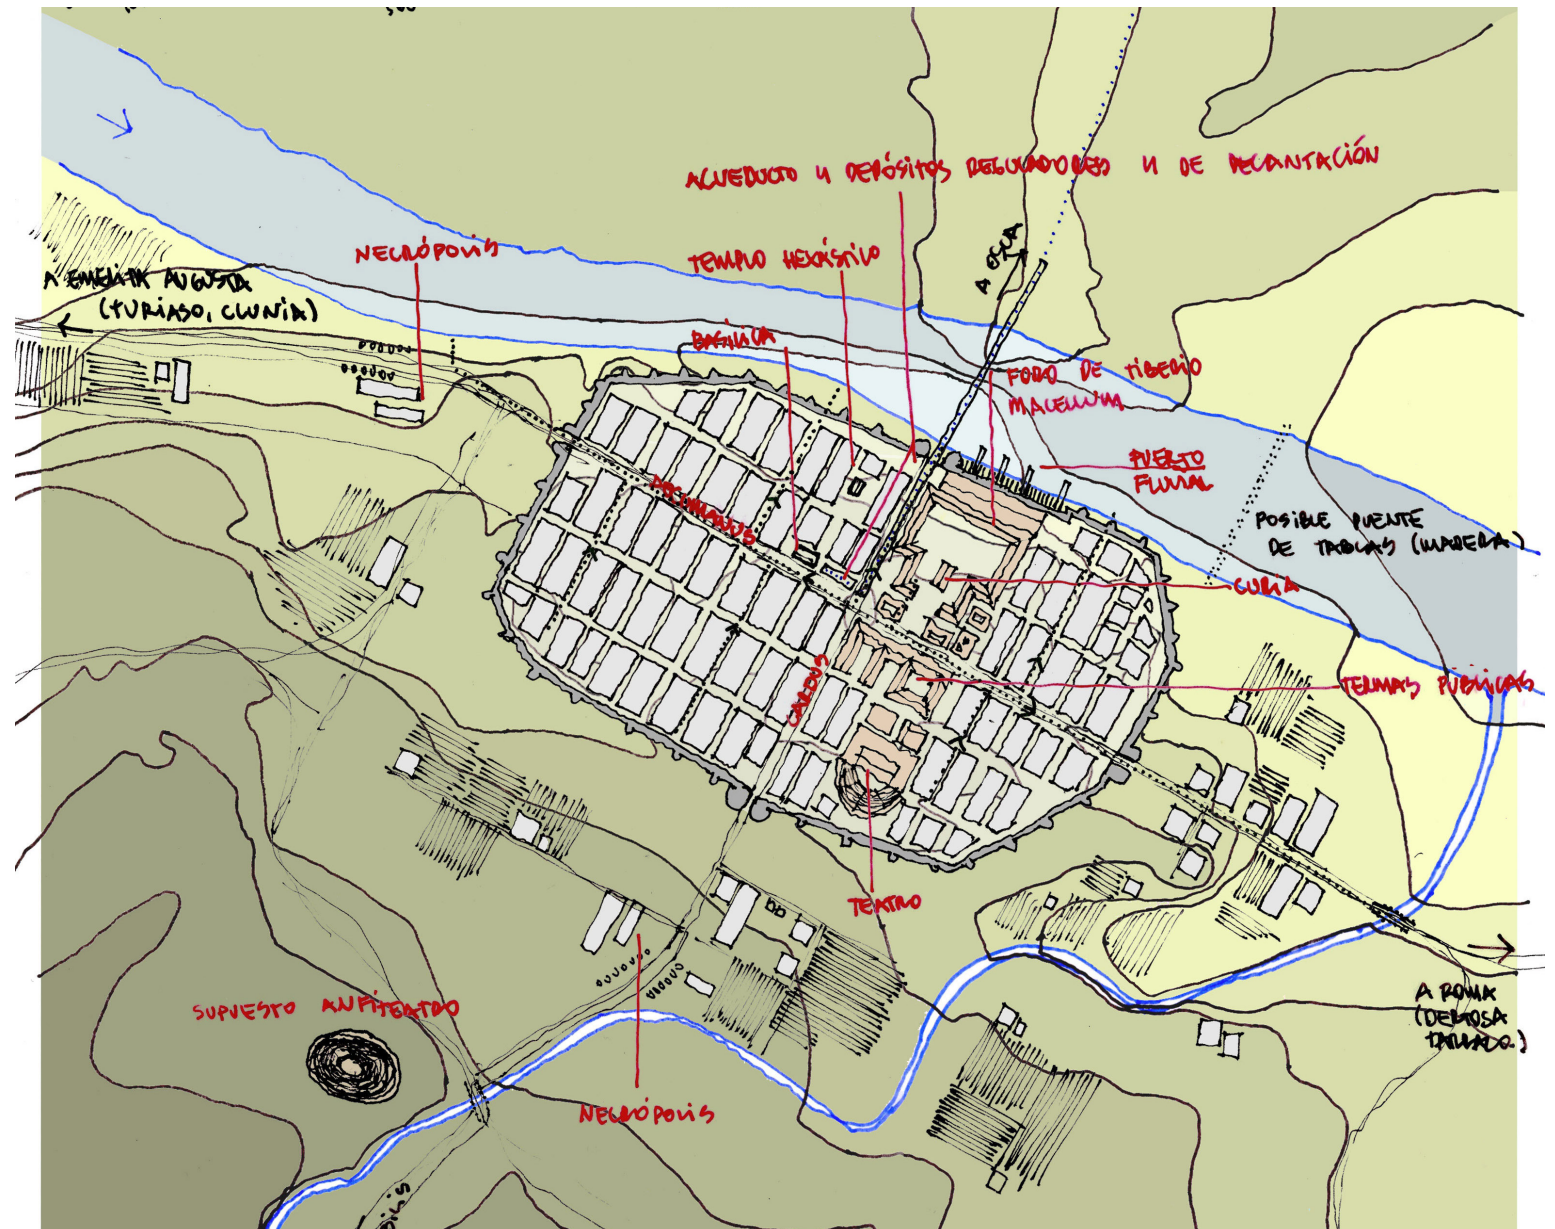 ACUEDUCTO Y DEPÓSITOS REGULADORES Y DE DECANTACIÓN
NECRÓPOLIS
TEMPLO HEXÁSTILO
A OSCA
A EMERITA AUGUSTA
(TURIASO, CLUNIA)
BASÍLICA
FORO DE TIBERIO
MACELLUM
PUERTO
FLUVIAL
DECUMANUS
POSIBLE PUENTE
DE TABLAS (MADERA)
CURIA
CARDUS
TERMAS PÚBLICAS
TEATRO
SUPUESTO ANFITEATRO
A ROMA
(DERTOSA
TARRACO)
NECRÓPOLIS